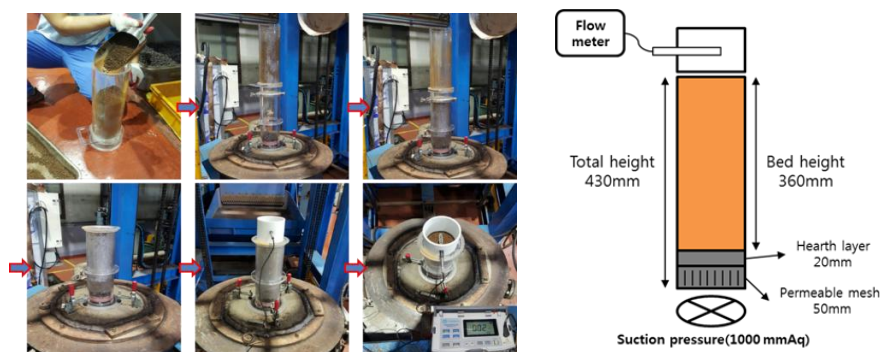 Flow
meter
Total height
430mm
Bed height
360mm
Hearth layer
20mm
Permeable mesh
50mm
Suction pressure(1000 mmAq)